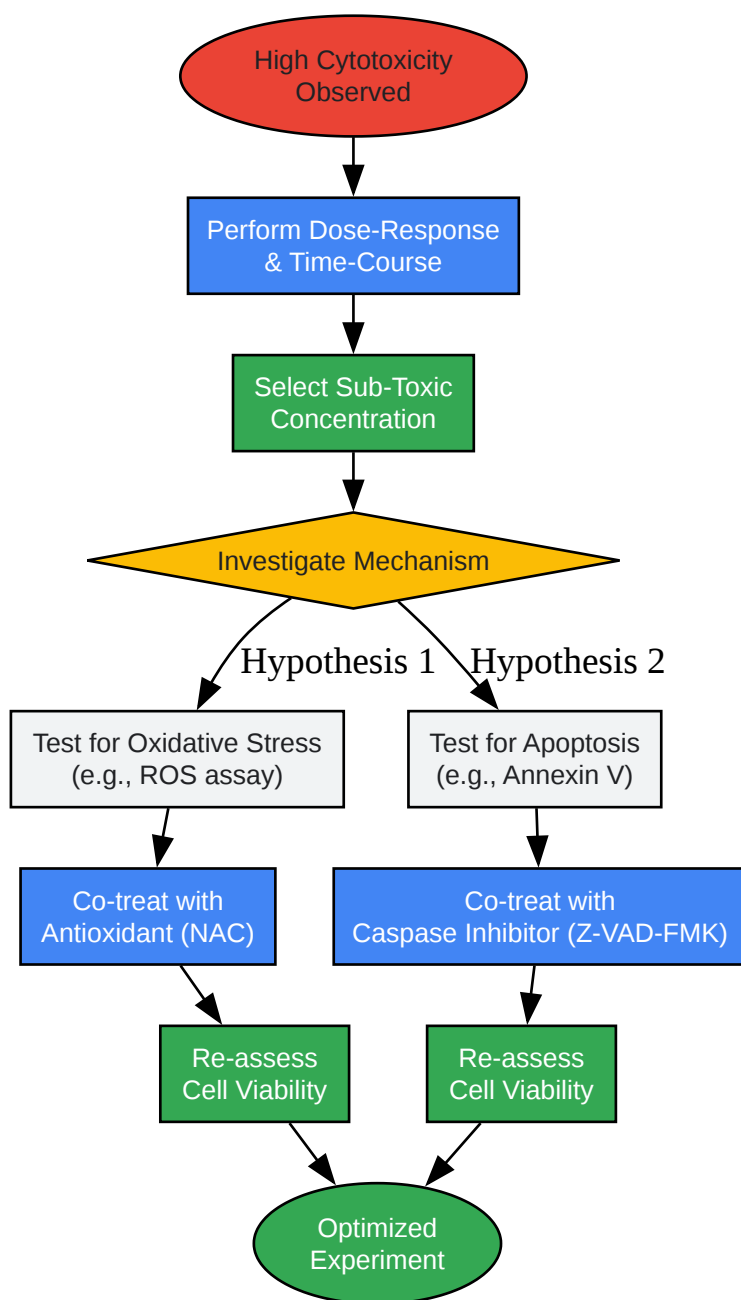 High Cytotoxicity
Observed
Perform Dose-Response
& Time-Course
Select Sub-Toxic
Concentration
Investigate Mechanism
Hypothesis 1
Hypothesis 2
Test for Oxidative Stress
(e.g., ROS assay)
Test for Apoptosis
(e.g., Annexin V)
Co-treat with
Antioxidant (NAC)
Co-treat with
Caspase Inhibitor (Z-VAD-FMK)
Re-assess
Cell Viability
Re-assess
Cell Viability
Optimized
Experiment